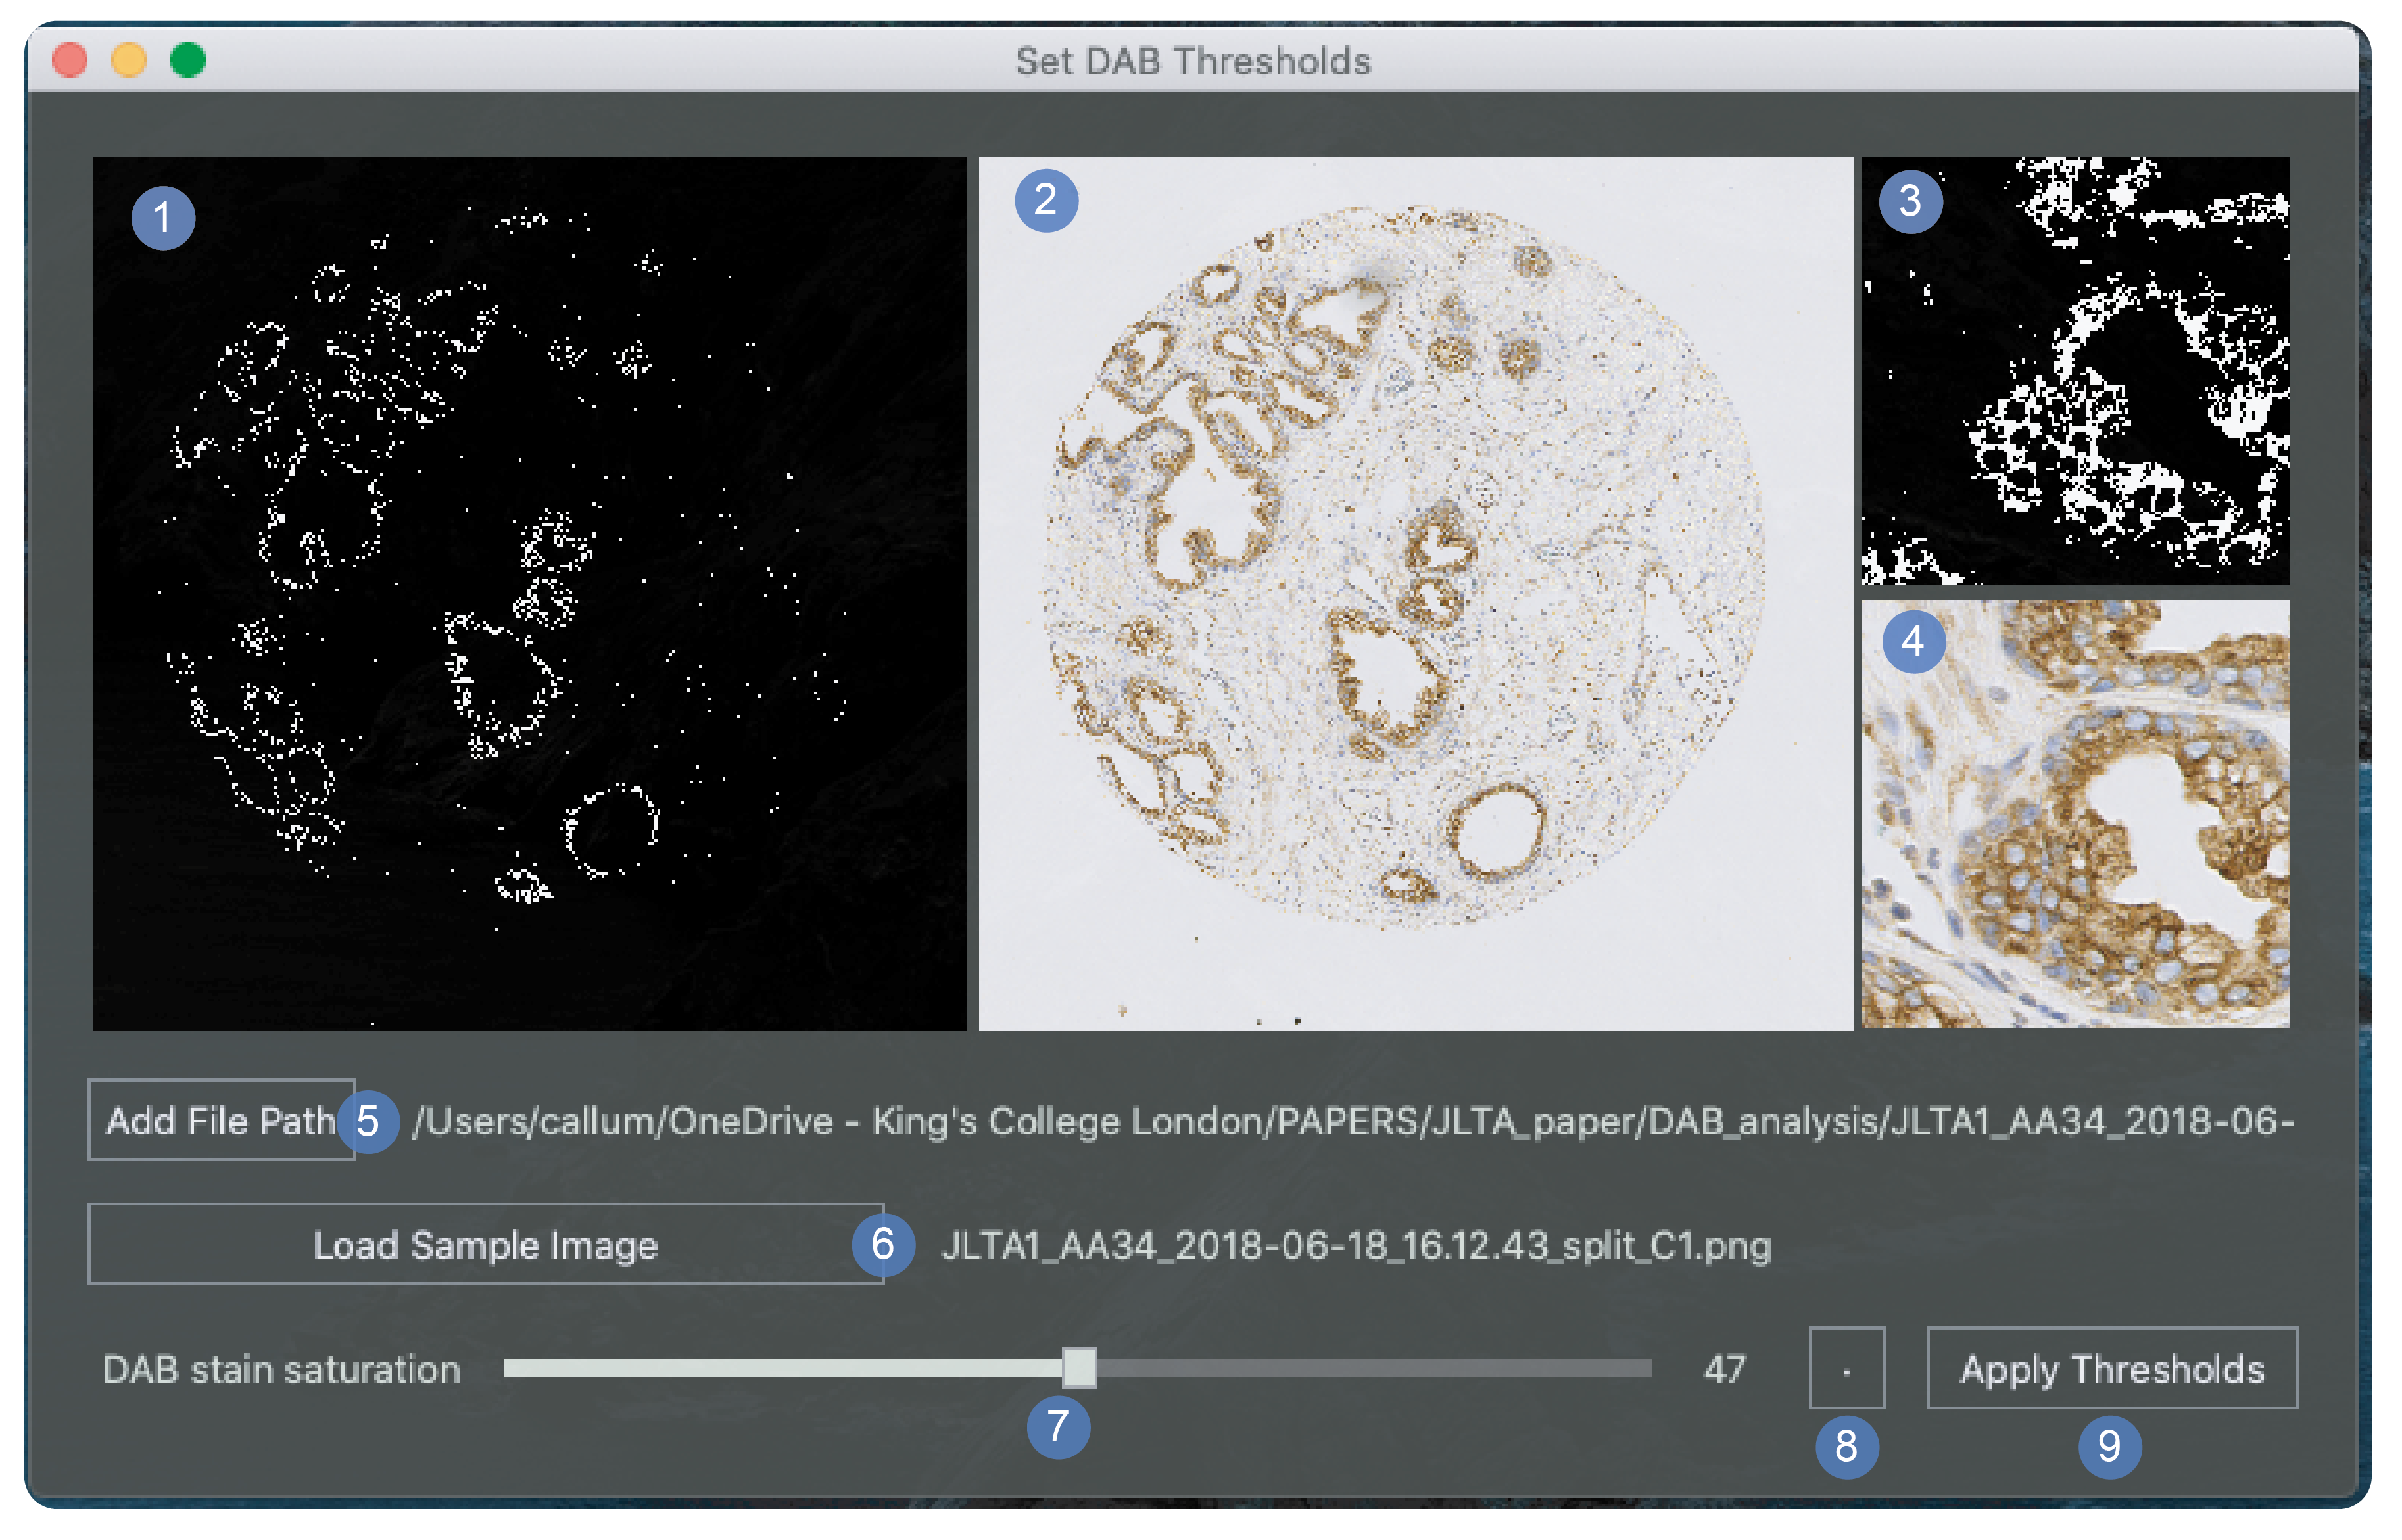 Set DAB Thresholds
1
2
3
4
Add File Path 5 /Users/callum/OneDrive - King's College London/PAPERS/JLTA_paper/DAB_analysis/JLTA1_AA34_2018-06-
Load Sample Image 6 JLTA1_AA34_2018-06-18_16.12.43_split_C1.png
DAB stain saturation 47 . Apply Thresholds
7
8
9